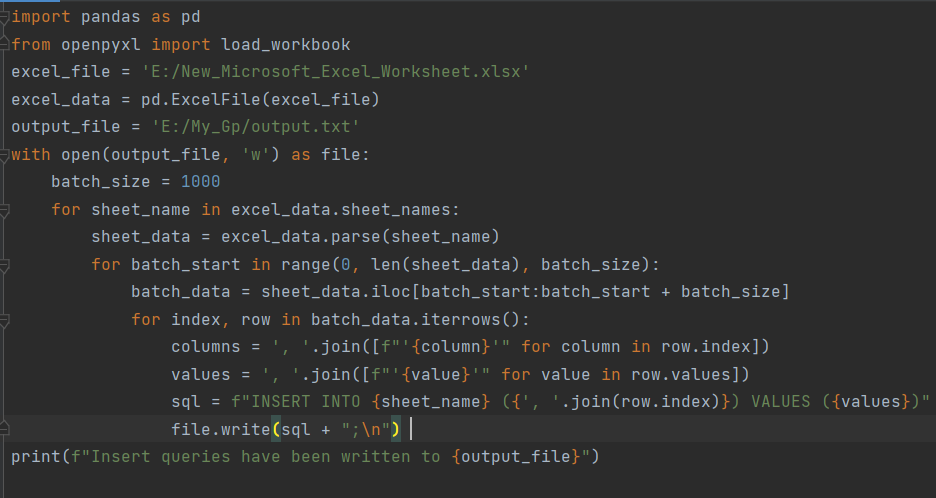 import pandas as pd
from openpyxl import load_workbook
excel_file = 'E:/New_Microsoft_Excel_Worksheet.xlsx'
excel_data = pd.ExcelFile(excel_file)
output_file = 'E:/My_Gp/output.txt'
with open(output_file, 'w') as file:
    batch_size = 1000
    for sheet_name in excel_data.sheet_names:
        sheet_data = excel_data.parse(sheet_name)
        for batch_start in range(0, len(sheet_data), batch_size):
            batch_data = sheet_data.iloc[batch_start:batch_start + batch_size]
            for index, row in batch_data.iterrows():
                columns = ', '.join([f"'{column}'" for column in row.index])
                values = ', '.join([f"'{value}'" for value in row.values])
                sql = f"INSERT INTO {sheet_name} ({', '.join(row.index)}) VALUES ({values})"
                file.write(sql + ";\n")
print(f"Insert queries have been written to {output_file}")